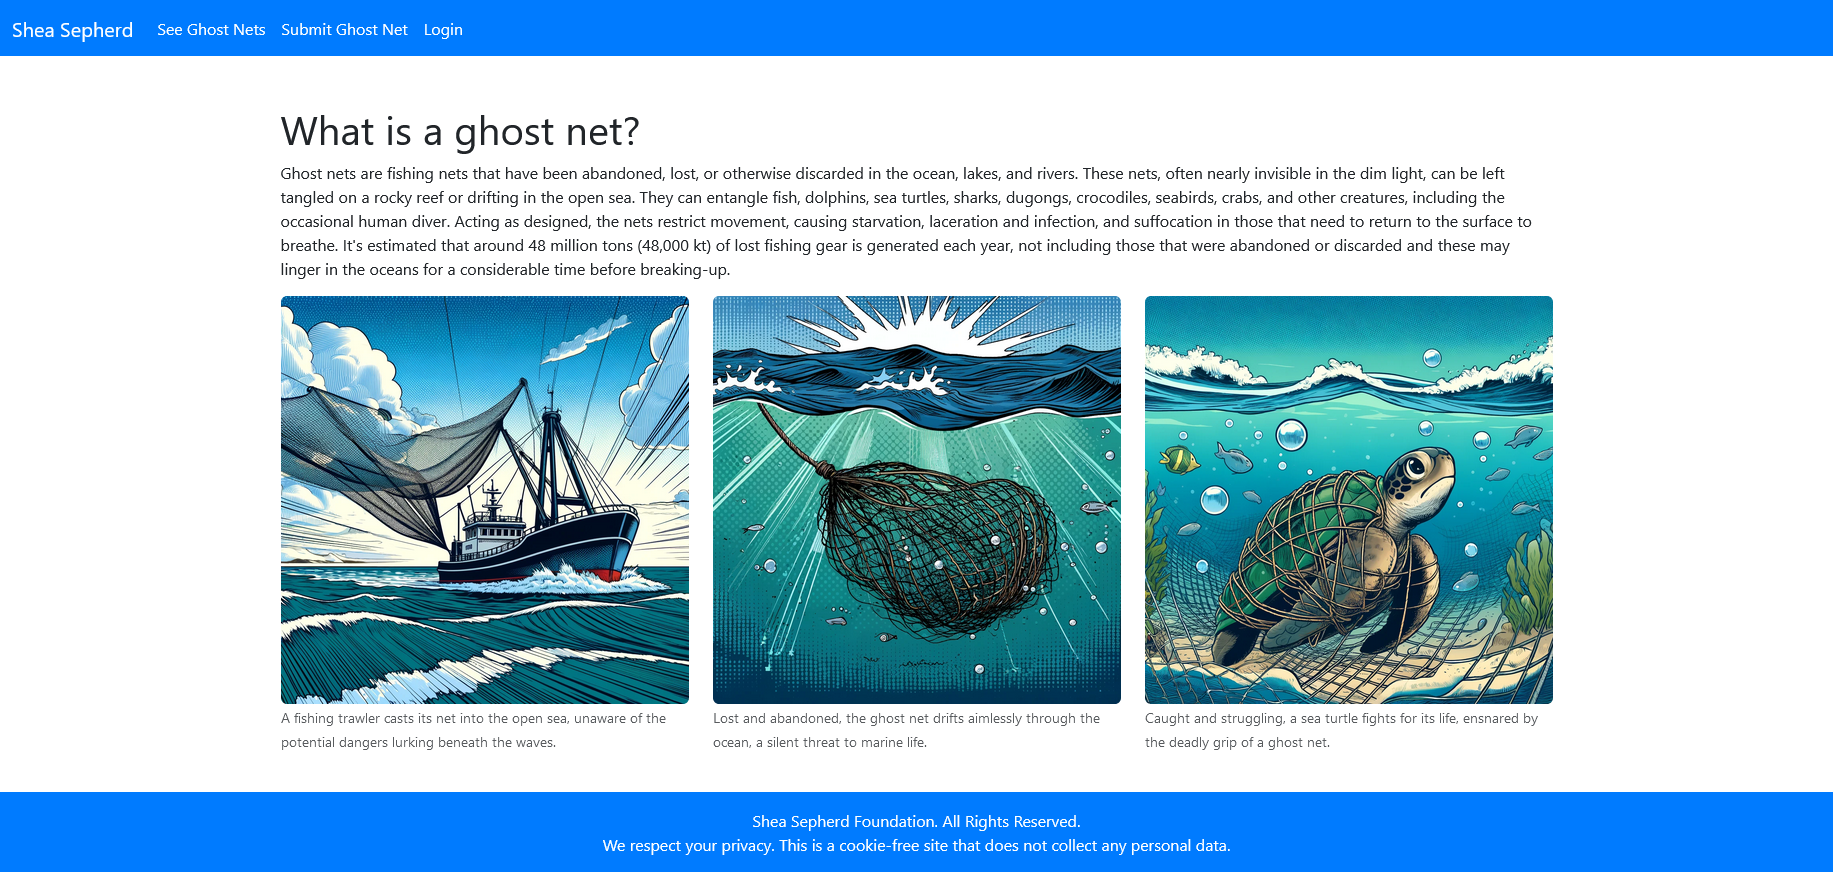 Shea Sepherd See Ghost Nets Submit Ghost Net Login
What is a ghost net?
Ghost nets are fishing nets that have been abandoned, lost, or otherwise discarded in the ocean, lakes, and rivers. These nets, often nearly invisible in the dim light, can be left
tangled on a rocky reef or drifting in the open sea. They can entangle fish, dolphins, sea turtles, sharks, dugongs, crocodiles, seabirds, crabs, and other creatures, including the
occasional human diver. Acting as designed, the nets restrict movement, causing starvation, laceration and infection, and suffocation in those that need to return to the surface to
breathe. It's estimated that around 48 million tons (48,000 kt) of lost fishing gear is generated each year, not including those that were abandoned or discarded and these may
linger in the oceans for a considerable time before breaking-up.
A fishing trawler casts its net into the open sea, unaware of the
potential dangers lurking beneath the waves.
Lost and abandoned, the ghost net drifts aimlessly through the
ocean, a silent threat to marine life.
Caught and struggling, a sea turtle fights for its life, ensnared by
the deadly grip of a ghost net.
Shea Sepherd Foundation. All Rights Reserved.
We respect your privacy. This is a cookie-free site that does not collect any personal data.